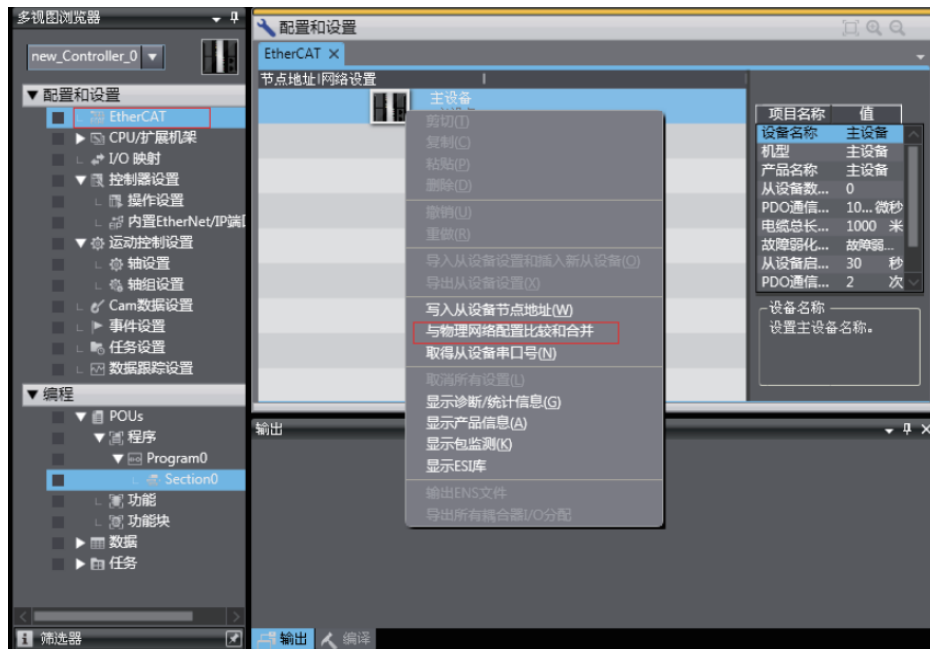 多视图浏览器
new_Controller_0
配置和设置
EtherCAT
CPU/扩展机架
I/O 映射
控制器设置
操作设置
内置EtherNet/IP端
运动控制设置
轴设置
轴组设置
Cam数据设置
事件设置
任务设置
数据跟踪设置
编程
POUs
程序
Program0
Section0
功能
功能块
数据
任务
筛选器
配置和设置
EtherCAT
节点地址 网络设置
主设备
剪切(T)
复制(C)
粘贴(P)
删除(D)
撤销(U)
重做(R)
导入从设备设置和插入新从设备(O)
导出从设备设置(X)
写入从设备节点地址(W)
与物理网络配置比较和合并
取得从设备串口号(N)
取消所有设置(L)
显示诊断/统计信息(G)
显示产品信息(A)
显示包监测(K)
显示ESI库
输出ENS文件
导出所有耦合器I/O分配
项目名称 值
设备名称 主设备
机型 主设备
产品名称 主设备
从设备数... 0
PDO通信... 10...微秒
电缆总长... 1000 米
故障弱化... 故障弱...
从设备启... 30 秒
PDO通信... 2 次
设备名称
设置主设备名称。
输出
输出 编译